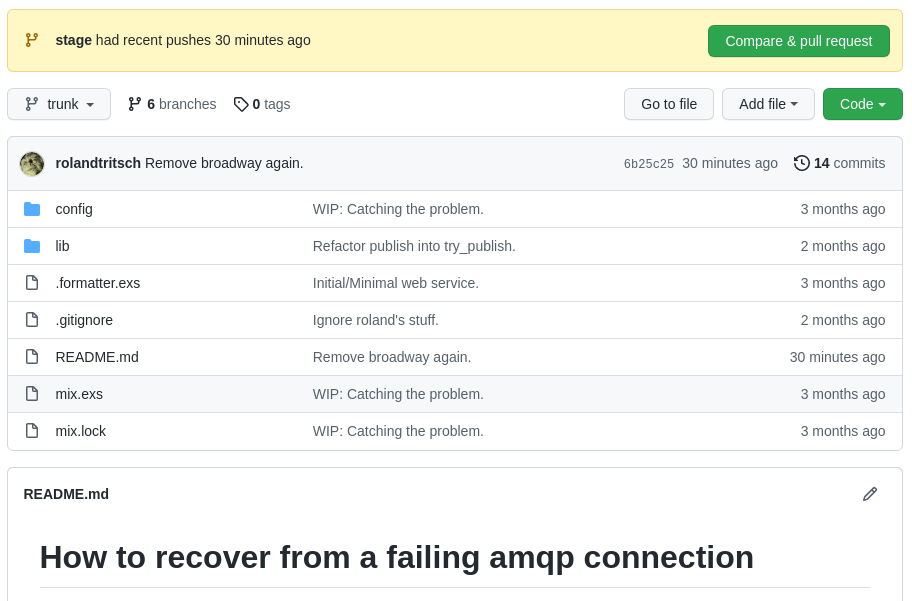 stage had recent pushes 30 minutes ago Compare & pull request
trunk 6 branches 0 tags Go to file Add file Code
rolandtritsch Remove broadway again. 6b25c25 30 minutes ago 14 commits
config WIP: Catching the problem. 3 months ago
lib Refactor publish into try_publish. 2 months ago
.formatter.exs Initial/Minimal web service. 3 months ago
.gitignore Ignore roland's stuff. 2 months ago
README.md Remove broadway again. 30 minutes ago
mix.exs WIP: Catching the problem. 3 months ago
mix.lock WIP: Catching the problem. 3 months ago
README.md
How to recover from a failing amqp connection